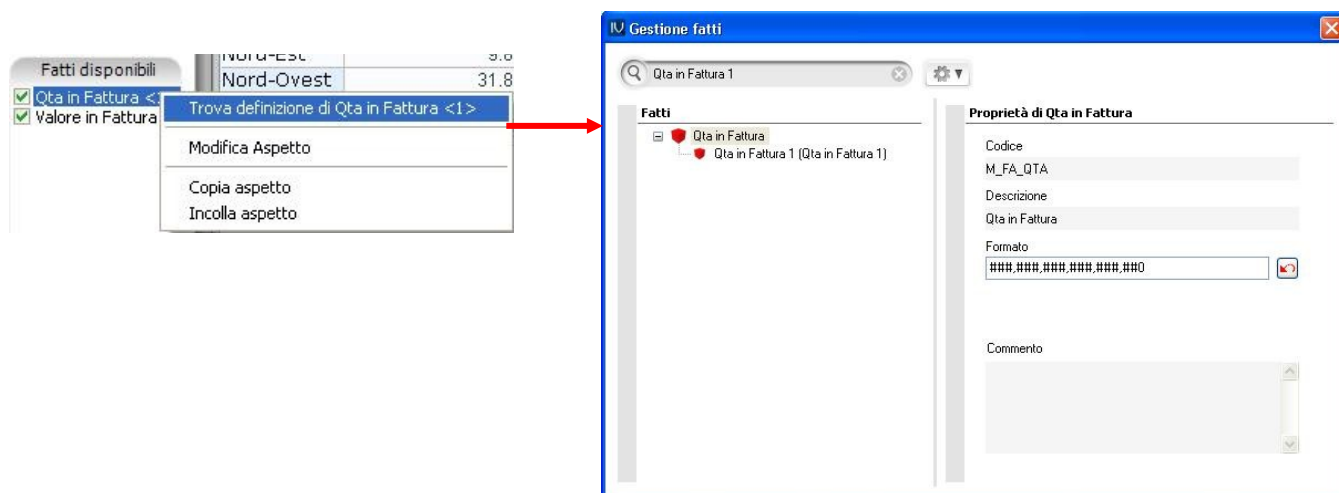 Fatti disponibili
Qta in Fattura <
Valore in Fattura
Nord-Est 9.8
Nord-Ovest 31.8
Trova definizione di Qta in Fattura <1>
Modifica Aspetto
Copia aspetto
Incolla aspetto
Gestione fatti
Qta in Fattura 1
Fatti
Qta in Fattura
Qta in Fattura 1 (Qta in Fattura 1)
Proprietà di Qta in Fattura
Codice
M_FA_QTA
Descrizione
Qta in Fattura
Formato
###,###,###,###,###,##0
Commento